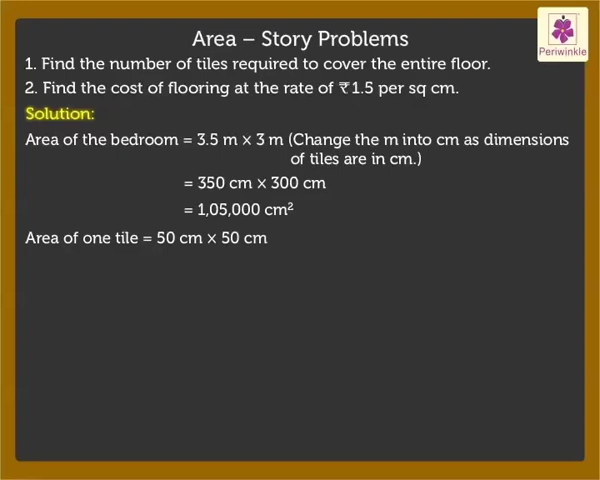 Area – Story Problems
Periwinkle
1. Find the number of tiles required to cover the entire floor.
2. Find the cost of flooring at the rate of ₹1.5 per sq cm.
Solution:
Area of the bedroom = 3.5 m × 3 m (Change the m into cm as dimensions
of tiles are in cm.)
= 350 cm × 300 cm
= 1,05,000 cm²
Area of one tile = 50 cm × 50 cm